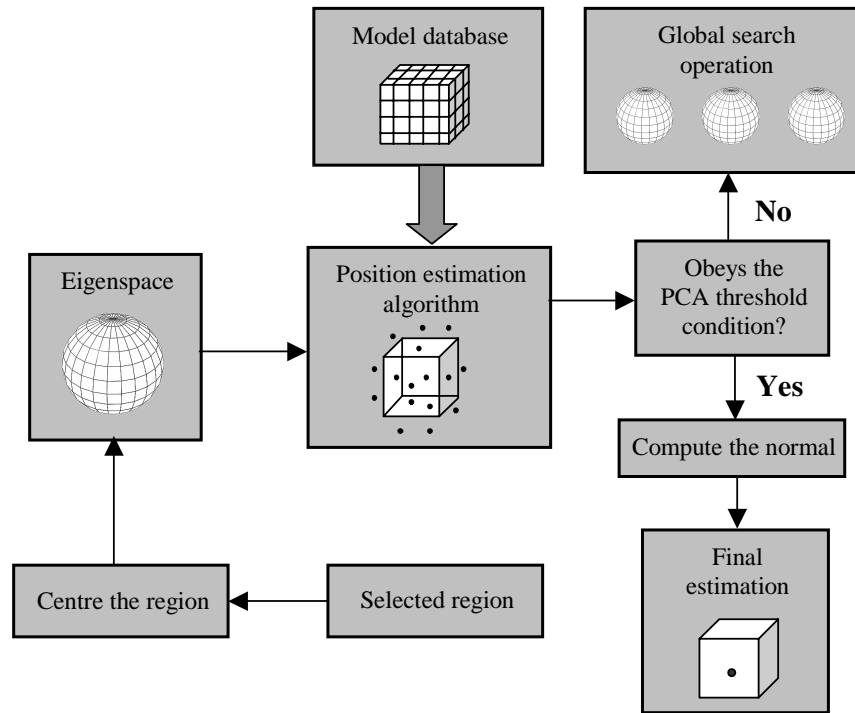 Model database
Global search
operation
No
Eigenspace
Position estimation
algorithm
Obeys the
PCA threshold
condition?
Yes
Compute the normal
Centre the region
Selected region
Final
estimation